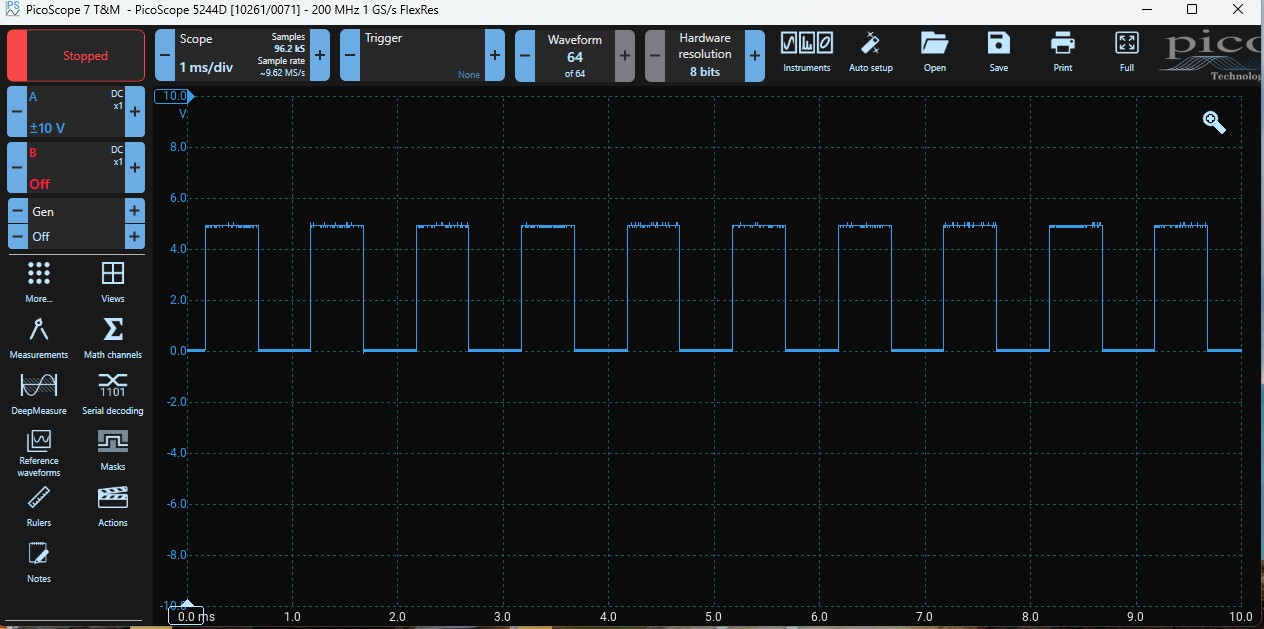 PicoScope 7 T&M - PicoScope 5244D [10261/0071] - 200 MHz 1 GS/s FlexRes
Stopped
Scope
1 ms/div
Samples
96.2 kS
Sample rate
~9.62 MS/s
Trigger
None
Waveform
64
of 64
Hardware
resolution
8 bits
Instruments
Auto setup
Open
Save
Print
Full
pico
Technolog
A
DC
x1
±10 V
B
DC
x1
Off
Gen
Off
More...
Views
Measurements
Math channels
DeepMeasure
1101
Serial decoding
Reference
waveforms
Masks
Rulers
Actions
Notes
10.0
V
8.0
6.0
4.0
2.0
0.0
-2.0
-4.0
-6.0
-8.0
-10.0
0.0 ms
1.0
2.0
3.0
4.0
5.0
6.0
7.0
8.0
9.0
10.0